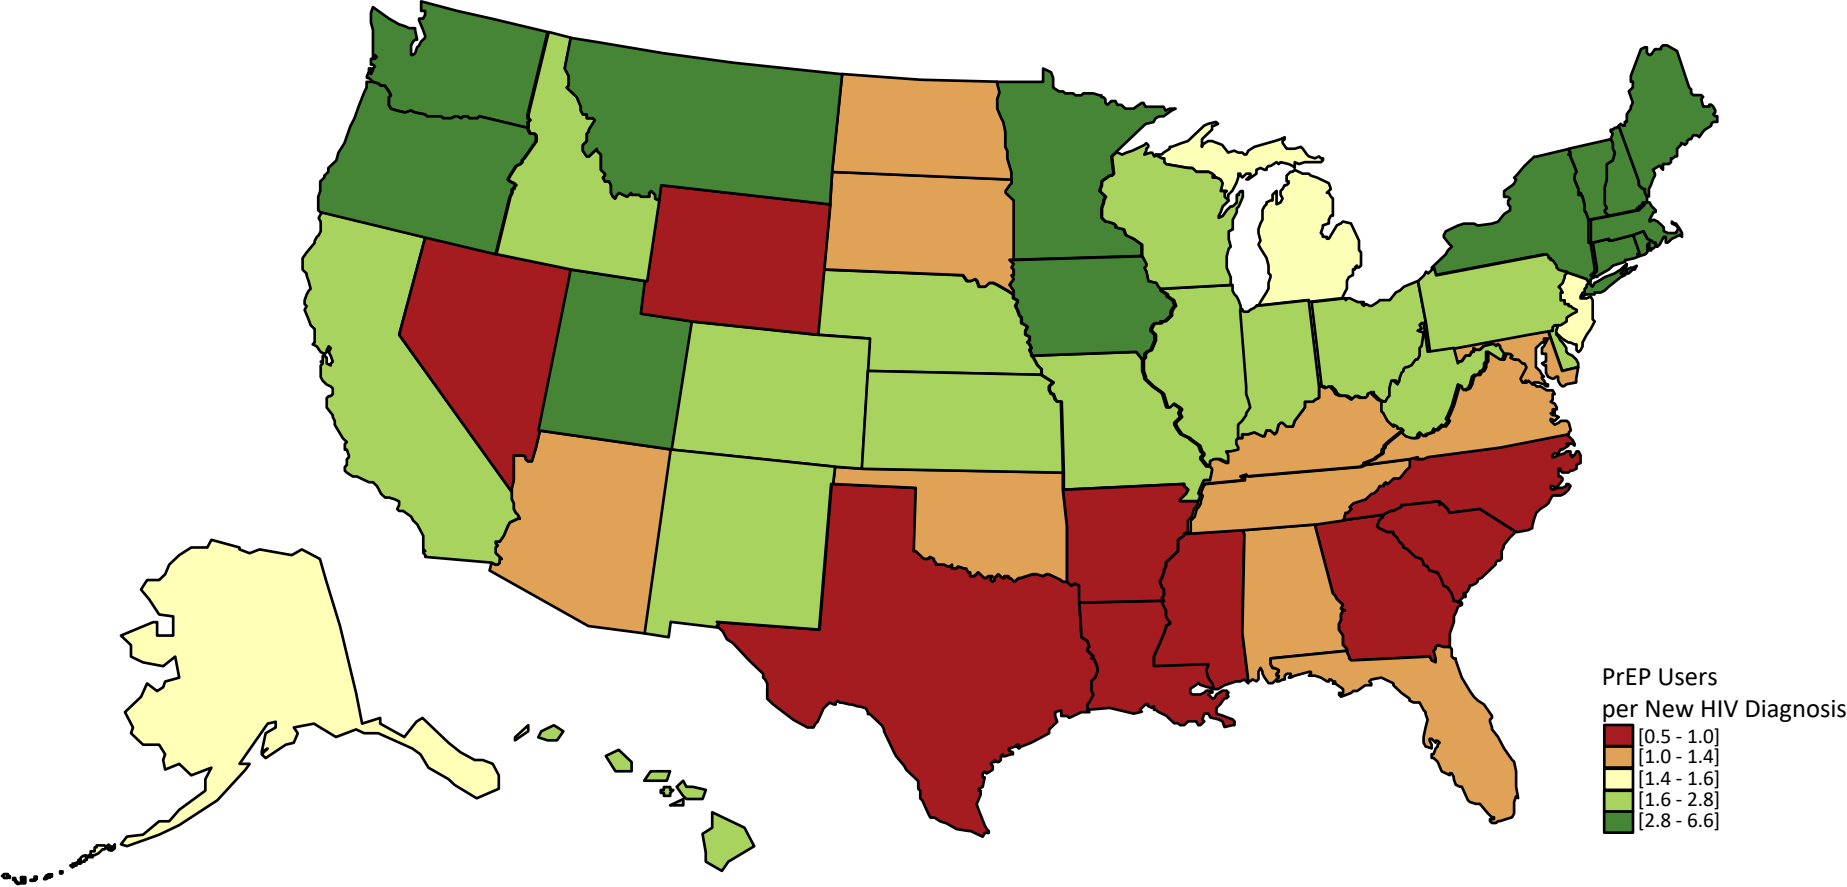 PrEP Users
per New HIV Diagnosis
[0.5 - 1.0]
[1.0 - 1.4]
[1.4 - 1.6]
[1.6 - 2.8]
[2.8 - 6.6]